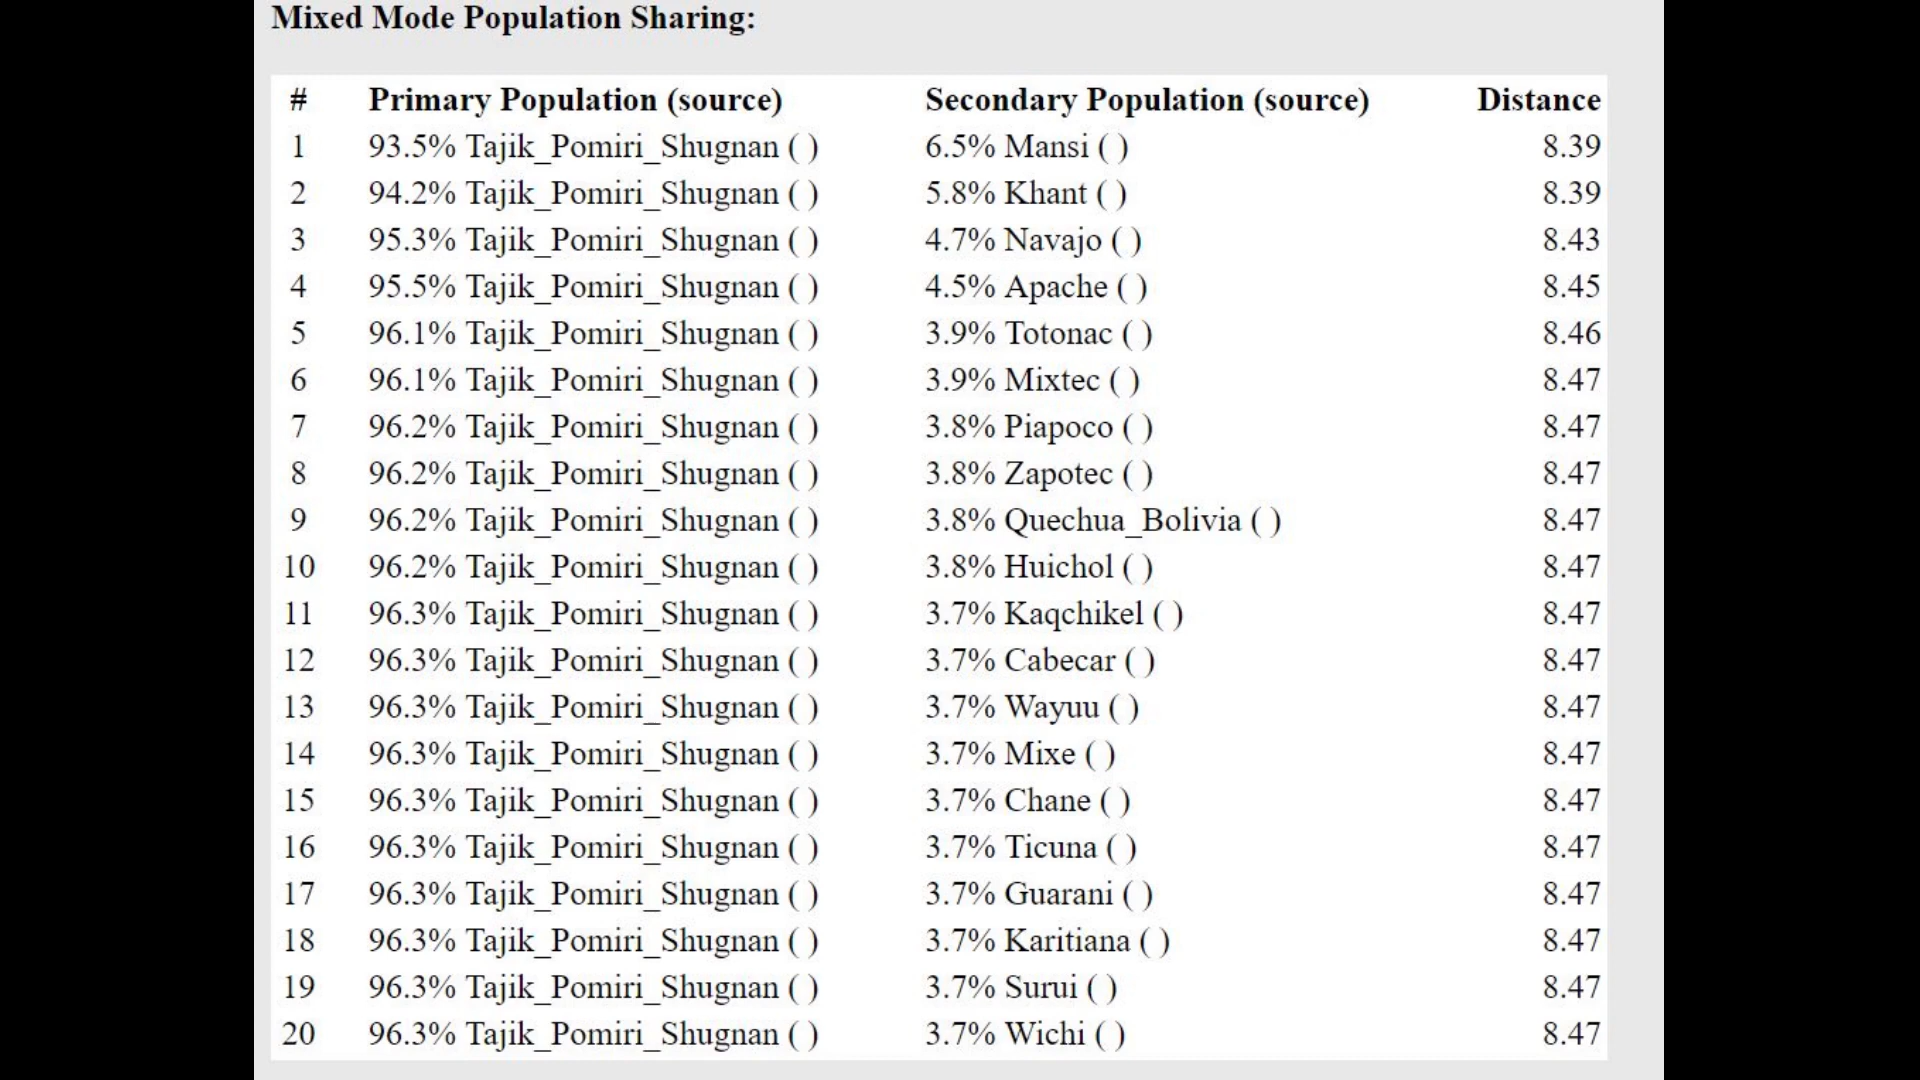 Mixed Mode Population Sharing:
# Primary Population (source) Secondary Population (source) Distance
1 93.5% Tajik_Pomiri_Shugnan ( ) 6.5% Mansi ( ) 8.39
2 94.2% Tajik_Pomiri_Shugnan ( ) 5.8% Khant ( ) 8.39
3 95.3% Tajik_Pomiri_Shugnan ( ) 4.7% Navajo ( ) 8.43
4 95.5% Tajik_Pomiri_Shugnan ( ) 4.5% Apache ( ) 8.45
5 96.1% Tajik_Pomiri_Shugnan ( ) 3.9% Totonac ( ) 8.46
6 96.1% Tajik_Pomiri_Shugnan ( ) 3.9% Mixtec ( ) 8.47
7 96.2% Tajik_Pomiri_Shugnan ( ) 3.8% Piapoco ( ) 8.47
8 96.2% Tajik_Pomiri_Shugnan ( ) 3.8% Zapotec ( ) 8.47
9 96.2% Tajik_Pomiri_Shugnan ( ) 3.8% Quechua_Bolivia ( ) 8.47
10 96.2% Tajik_Pomiri_Shugnan ( ) 3.8% Huichol ( ) 8.47
11 96.3% Tajik_Pomiri_Shugnan ( ) 3.7% Kaqchikel ( ) 8.47
12 96.3% Tajik_Pomiri_Shugnan ( ) 3.7% Cabecar ( ) 8.47
13 96.3% Tajik_Pomiri_Shugnan ( ) 3.7% Wayuu ( ) 8.47
14 96.3% Tajik_Pomiri_Shugnan ( ) 3.7% Mixe ( ) 8.47
15 96.3% Tajik_Pomiri_Shugnan ( ) 3.7% Chane ( ) 8.47
16 96.3% Tajik_Pomiri_Shugnan ( ) 3.7% Ticuna ( ) 8.47
17 96.3% Tajik_Pomiri_Shugnan ( ) 3.7% Guarani ( ) 8.47
18 96.3% Tajik_Pomiri_Shugnan ( ) 3.7% Karitiana ( ) 8.47
19 96.3% Tajik_Pomiri_Shugnan ( ) 3.7% Surui ( ) 8.47
20 96.3% Tajik_Pomiri_Shugnan ( ) 3.7% Wichi ( ) 8.47